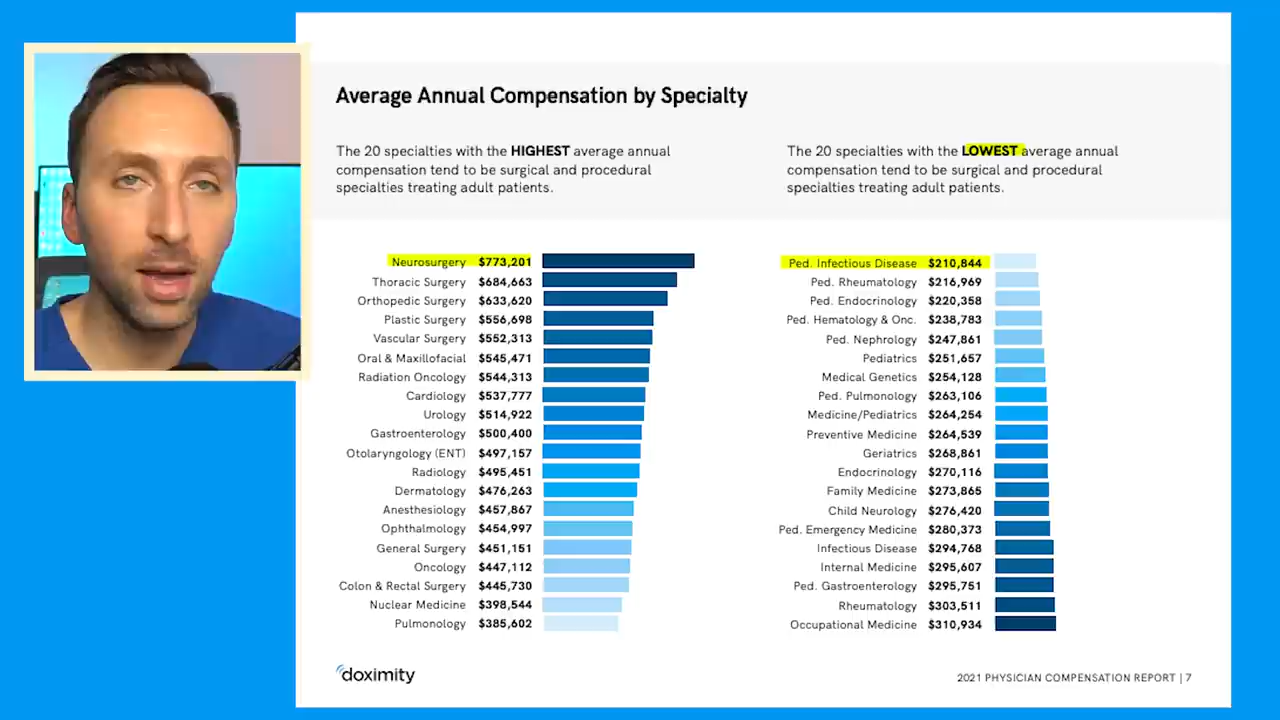 Average Annual Compensation by Specialty
The 20 specialties with the HIGHEST average annual
compensation tend to be surgical and procedural
specialties treating adult patients.
The 20 specialties with the LOWEST average annual
compensation tend to be surgical and procedural
specialties treating adult patients.
Neurosurgery $773,201
Thoracic Surgery $684,663
Orthopedic Surgery $633,620
Plastic Surgery $556,698
Vascular Surgery $552,313
Oral & Maxillofacial $545,471
Radiation Oncology $544,313
Cardiology $537,777
Urology $514,922
Gastroenterology $500,400
Otolaryngology (ENT) $497,157
Radiology $495,451
Dermatology $476,263
Anesthesiology $457,867
Ophthalmology $454,997
General Surgery $451,151
Oncology $447,112
Colon & Rectal Surgery $445,730
Nuclear Medicine $398,544
Pulmonology $385,602
Ped. Infectious Disease $210,844
Ped. Rheumatology $216,969
Ped. Endocrinology $220,358
Ped. Hematology & Onc. $238,783
Ped. Nephrology $247,861
Pediatrics $251,657
Medical Genetics $254,128
Ped. Pulmonology $263,106
Medicine/Pediatrics $264,254
Preventive Medicine $264,539
Geriatrics $268,861
Endocrinology $270,116
Family Medicine $273,865
Child Neurology $276,420
Ped. Emergency Medicine $280,373
Infectious Disease $294,768
Internal Medicine $295,607
Ped. Gastroenterology $295,751
Rheumatology $303,511
Occupational Medicine $310,934
doximity
2021 PHYSICIAN COMPENSATION REPORT | 7